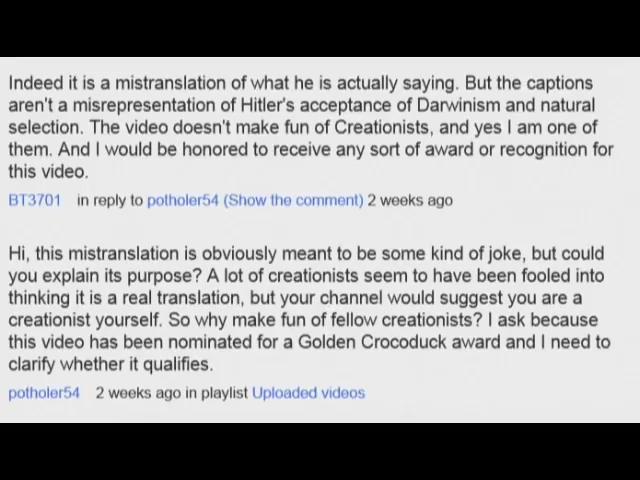 Indeed it is a mistranslation of what he is actually saying. But the captions
aren't a misrepresentation of Hitler's acceptance of Darwinism and natural
selection. The video doesn't make fun of Creationists, and yes I am one of
them. And I would be honored to receive any sort of award or recognition for
this video.
BT3701 in reply to potholer54 (Show the comment) 2 weeks ago
Hi, this mistranslation is obviously meant to be some kind of joke, but could
you explain its purpose? A lot of creationists seem to have been fooled into
thinking it is a real translation, but your channel would suggest you are a
creationist yourself. So why make fun of fellow creationists? I ask because
this video has been nominated for a Golden Crocoduck award and I need to
clarify whether it qualifies.
potholer54 2 weeks ago in playlist Uploaded videos